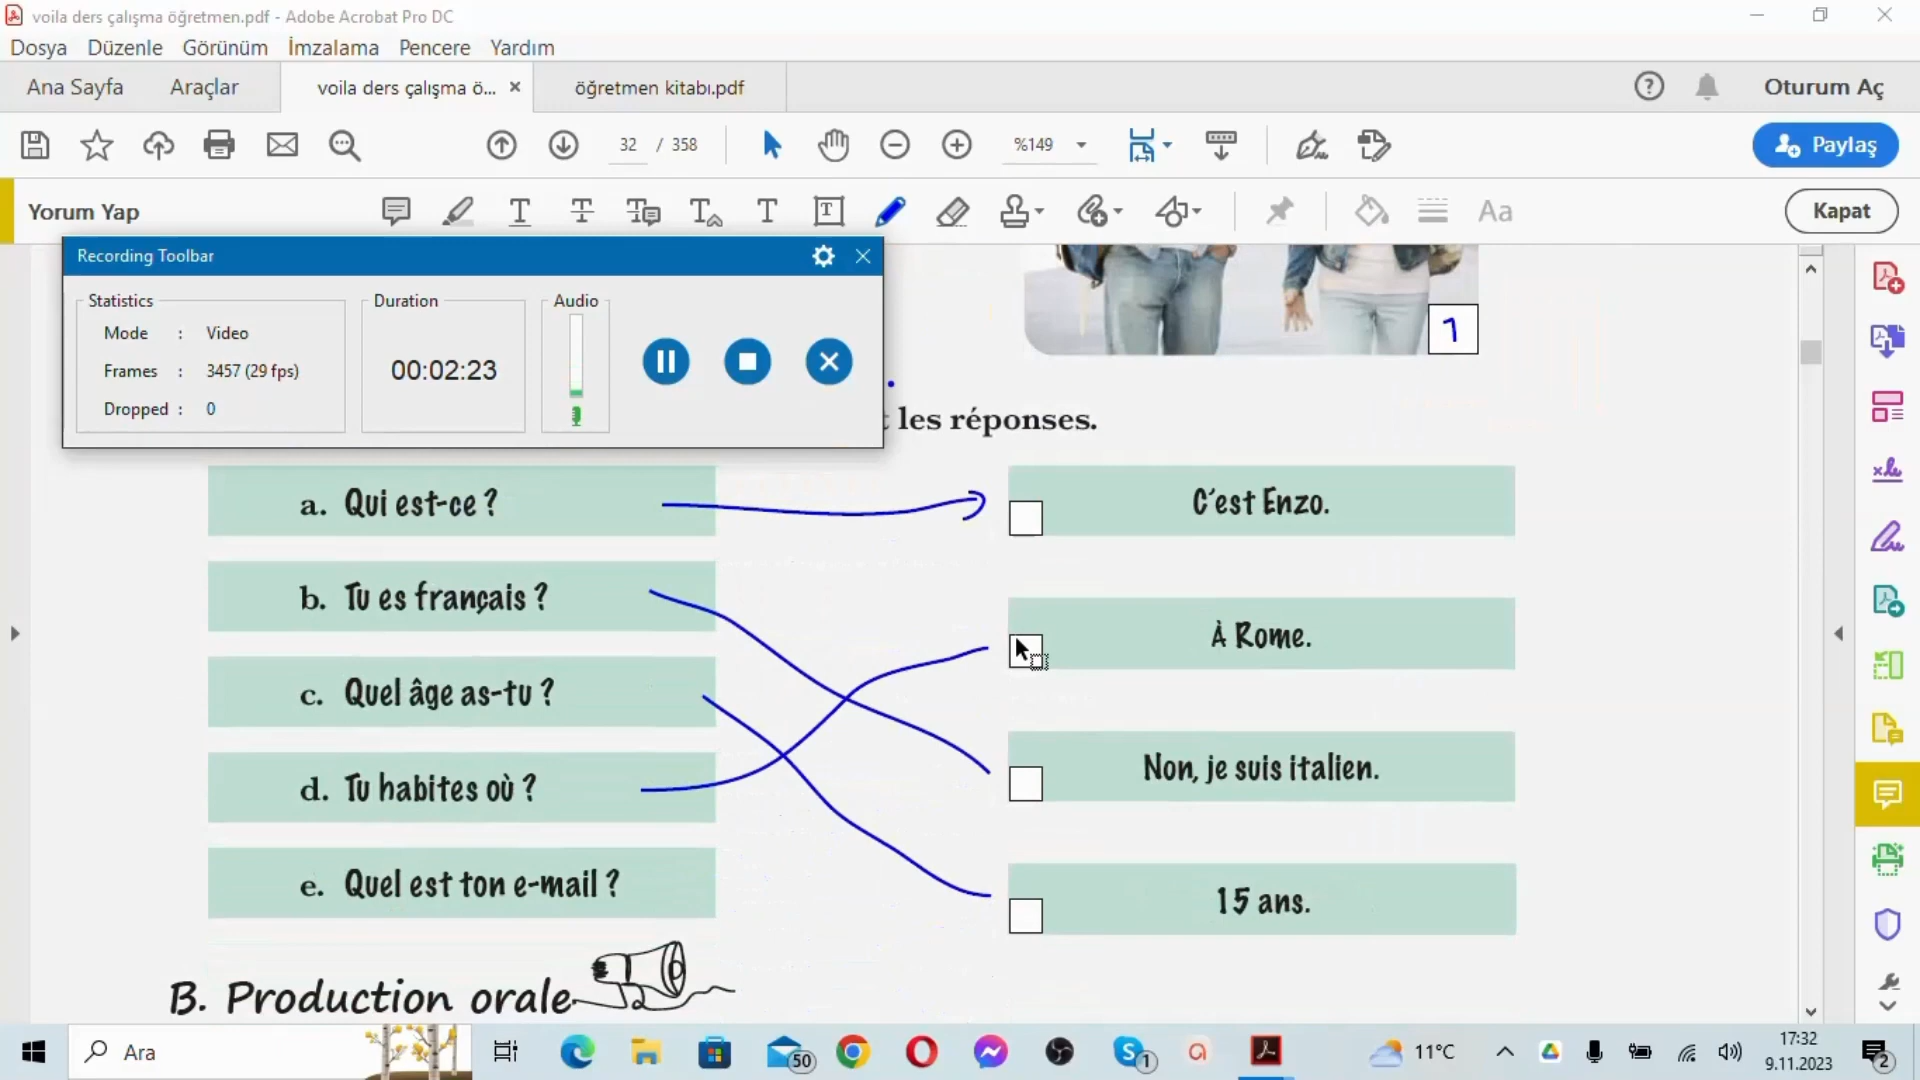 voila ders çalışma öğretmen.pdf - Adobe Acrobat Pro DC
Dosya Düzenle Görünüm İmzalama Pencere Yardım
Ana Sayfa Araçlar voila ders çalışma ö... öğretmen kitabı.pdf Oturum Aç
32 / 358 %149 Paylaş
Yorum Yap Kapat
Recording Toolbar
Statistics Duration Audio
Mode : Video
Frames : 3457 (29 fps)
Dropped : 0
00:02:23
1
les réponses.
a. Qui est-ce ?
C'est Enzo.
b. Tu es français ?
À Rome.
c. Quel âge as-tu ?
Non, je suis italien.
d. Tu habites où ?
15 ans.
e. Quel est ton e-mail ?
B. Production orale
Ara 50 1 11°C 17:32
9.11.2023 2